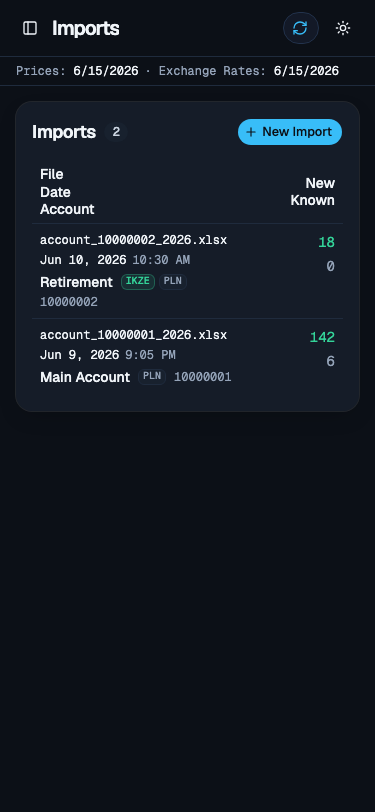 Imports
Prices: 6/15/2026 · Exchange Rates: 6/15/2026
Imports 2
+ New Import
File
Date
Account
New
Known
account_10000002_2026.xlsx
18
Jun 10, 2026 10:30 AM
0
Retirement IKZE PLN
10000002
account_10000001_2026.xlsx
142
Jun 9, 2026 9:05 PM
6
Main Account PLN 10000001